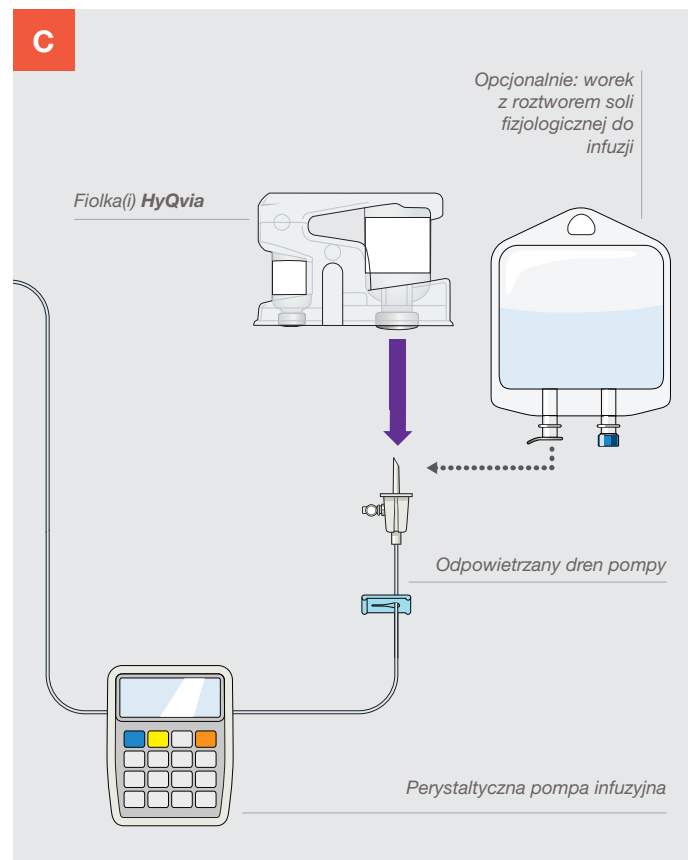 C
Opcjonalnie: worek
z roztworem soli
fizjologicznej do
infuzji
Fiolka(i) HyQvia
Odpowietrzany dren pompy
Perystaltyczna pompa infuzyjna